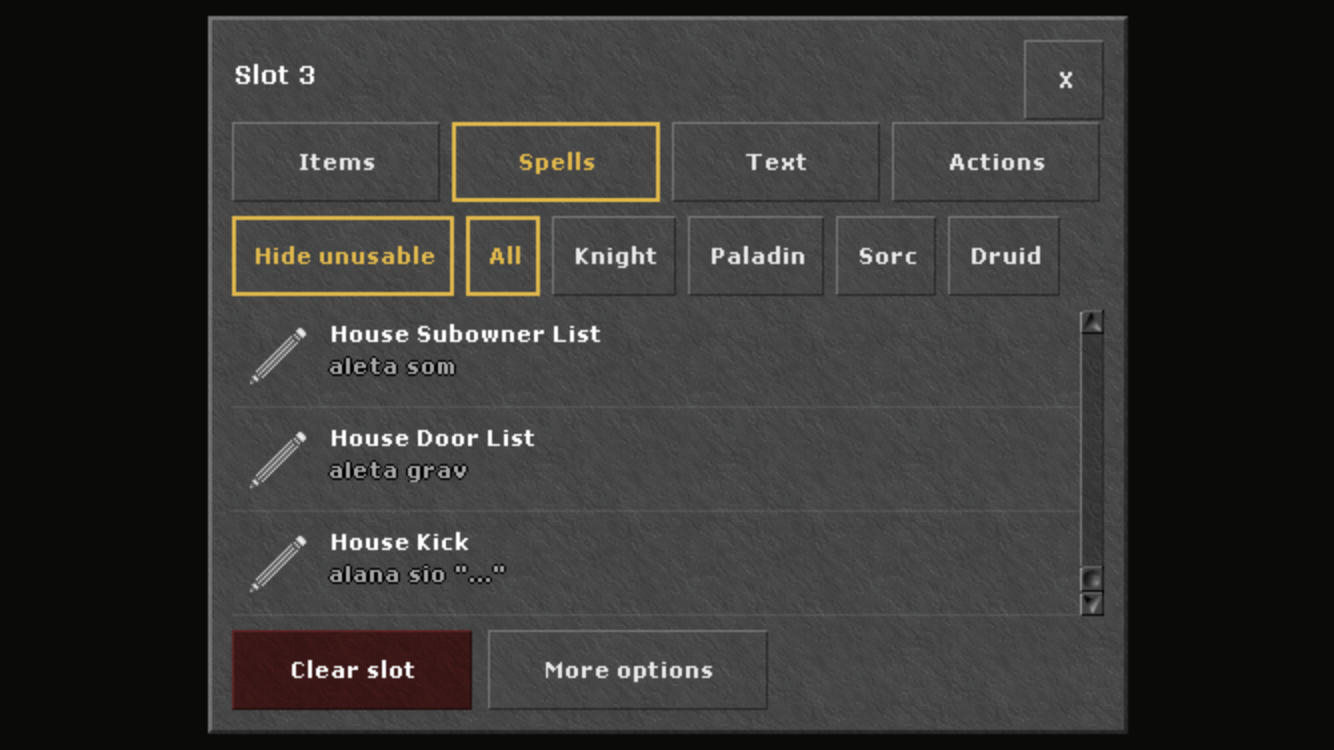 Slot 3
X
Items Spells Text Actions
Hide unusable All Knight Paladin Sorc Druid
House Subowner List
aleta som
House Door List
aleta grav
House Kick
alana sio "..."
Clear slot More options